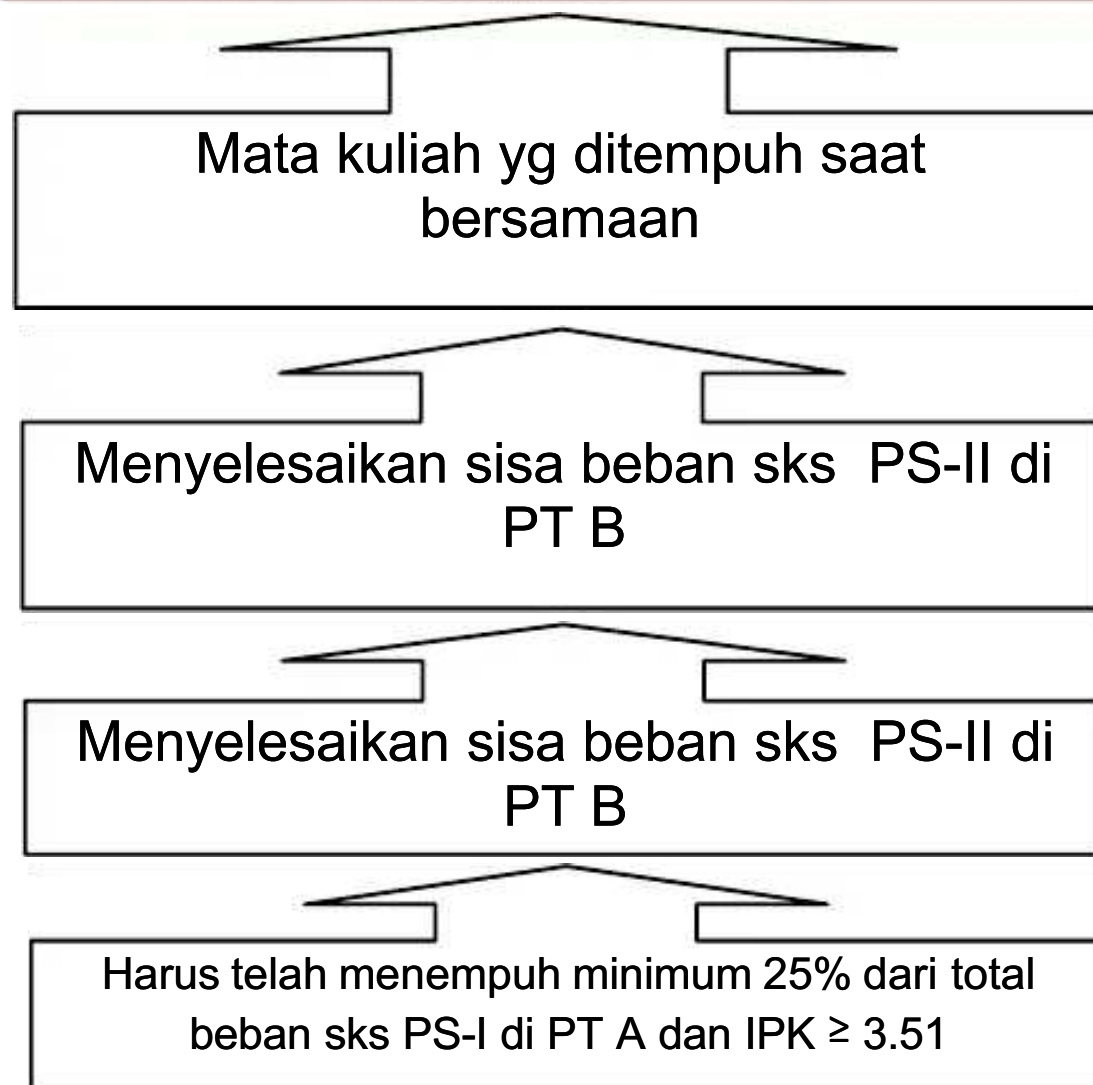 Mata kuliah yg ditempuh saat
bersamaan
Menyelesaikan sisa beban sks PS-II di
PT B
Menyelesaikan sisa beban sks PS-II di
PT B
Harus telah menempuh minimum 25% dari total
beban sks PS-I di PT A dan IPK ≥ 3.51